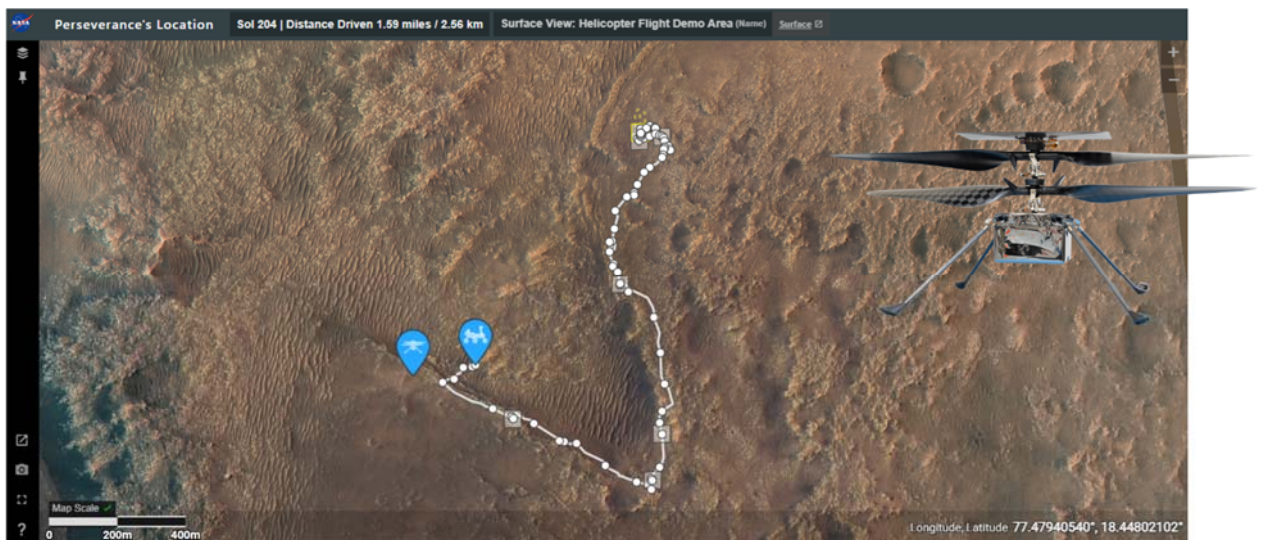 NASA
Perseverance's Location
Sol 204 | Distance Driven 1.59 miles / 2.56 km
Surface View: Helicopter Flight Demo Area (Name)
Surface
+
−
Map Scale ✓
0 200m 400m
?
Longitude, Latitude 77.47940540°, 18.44802102°